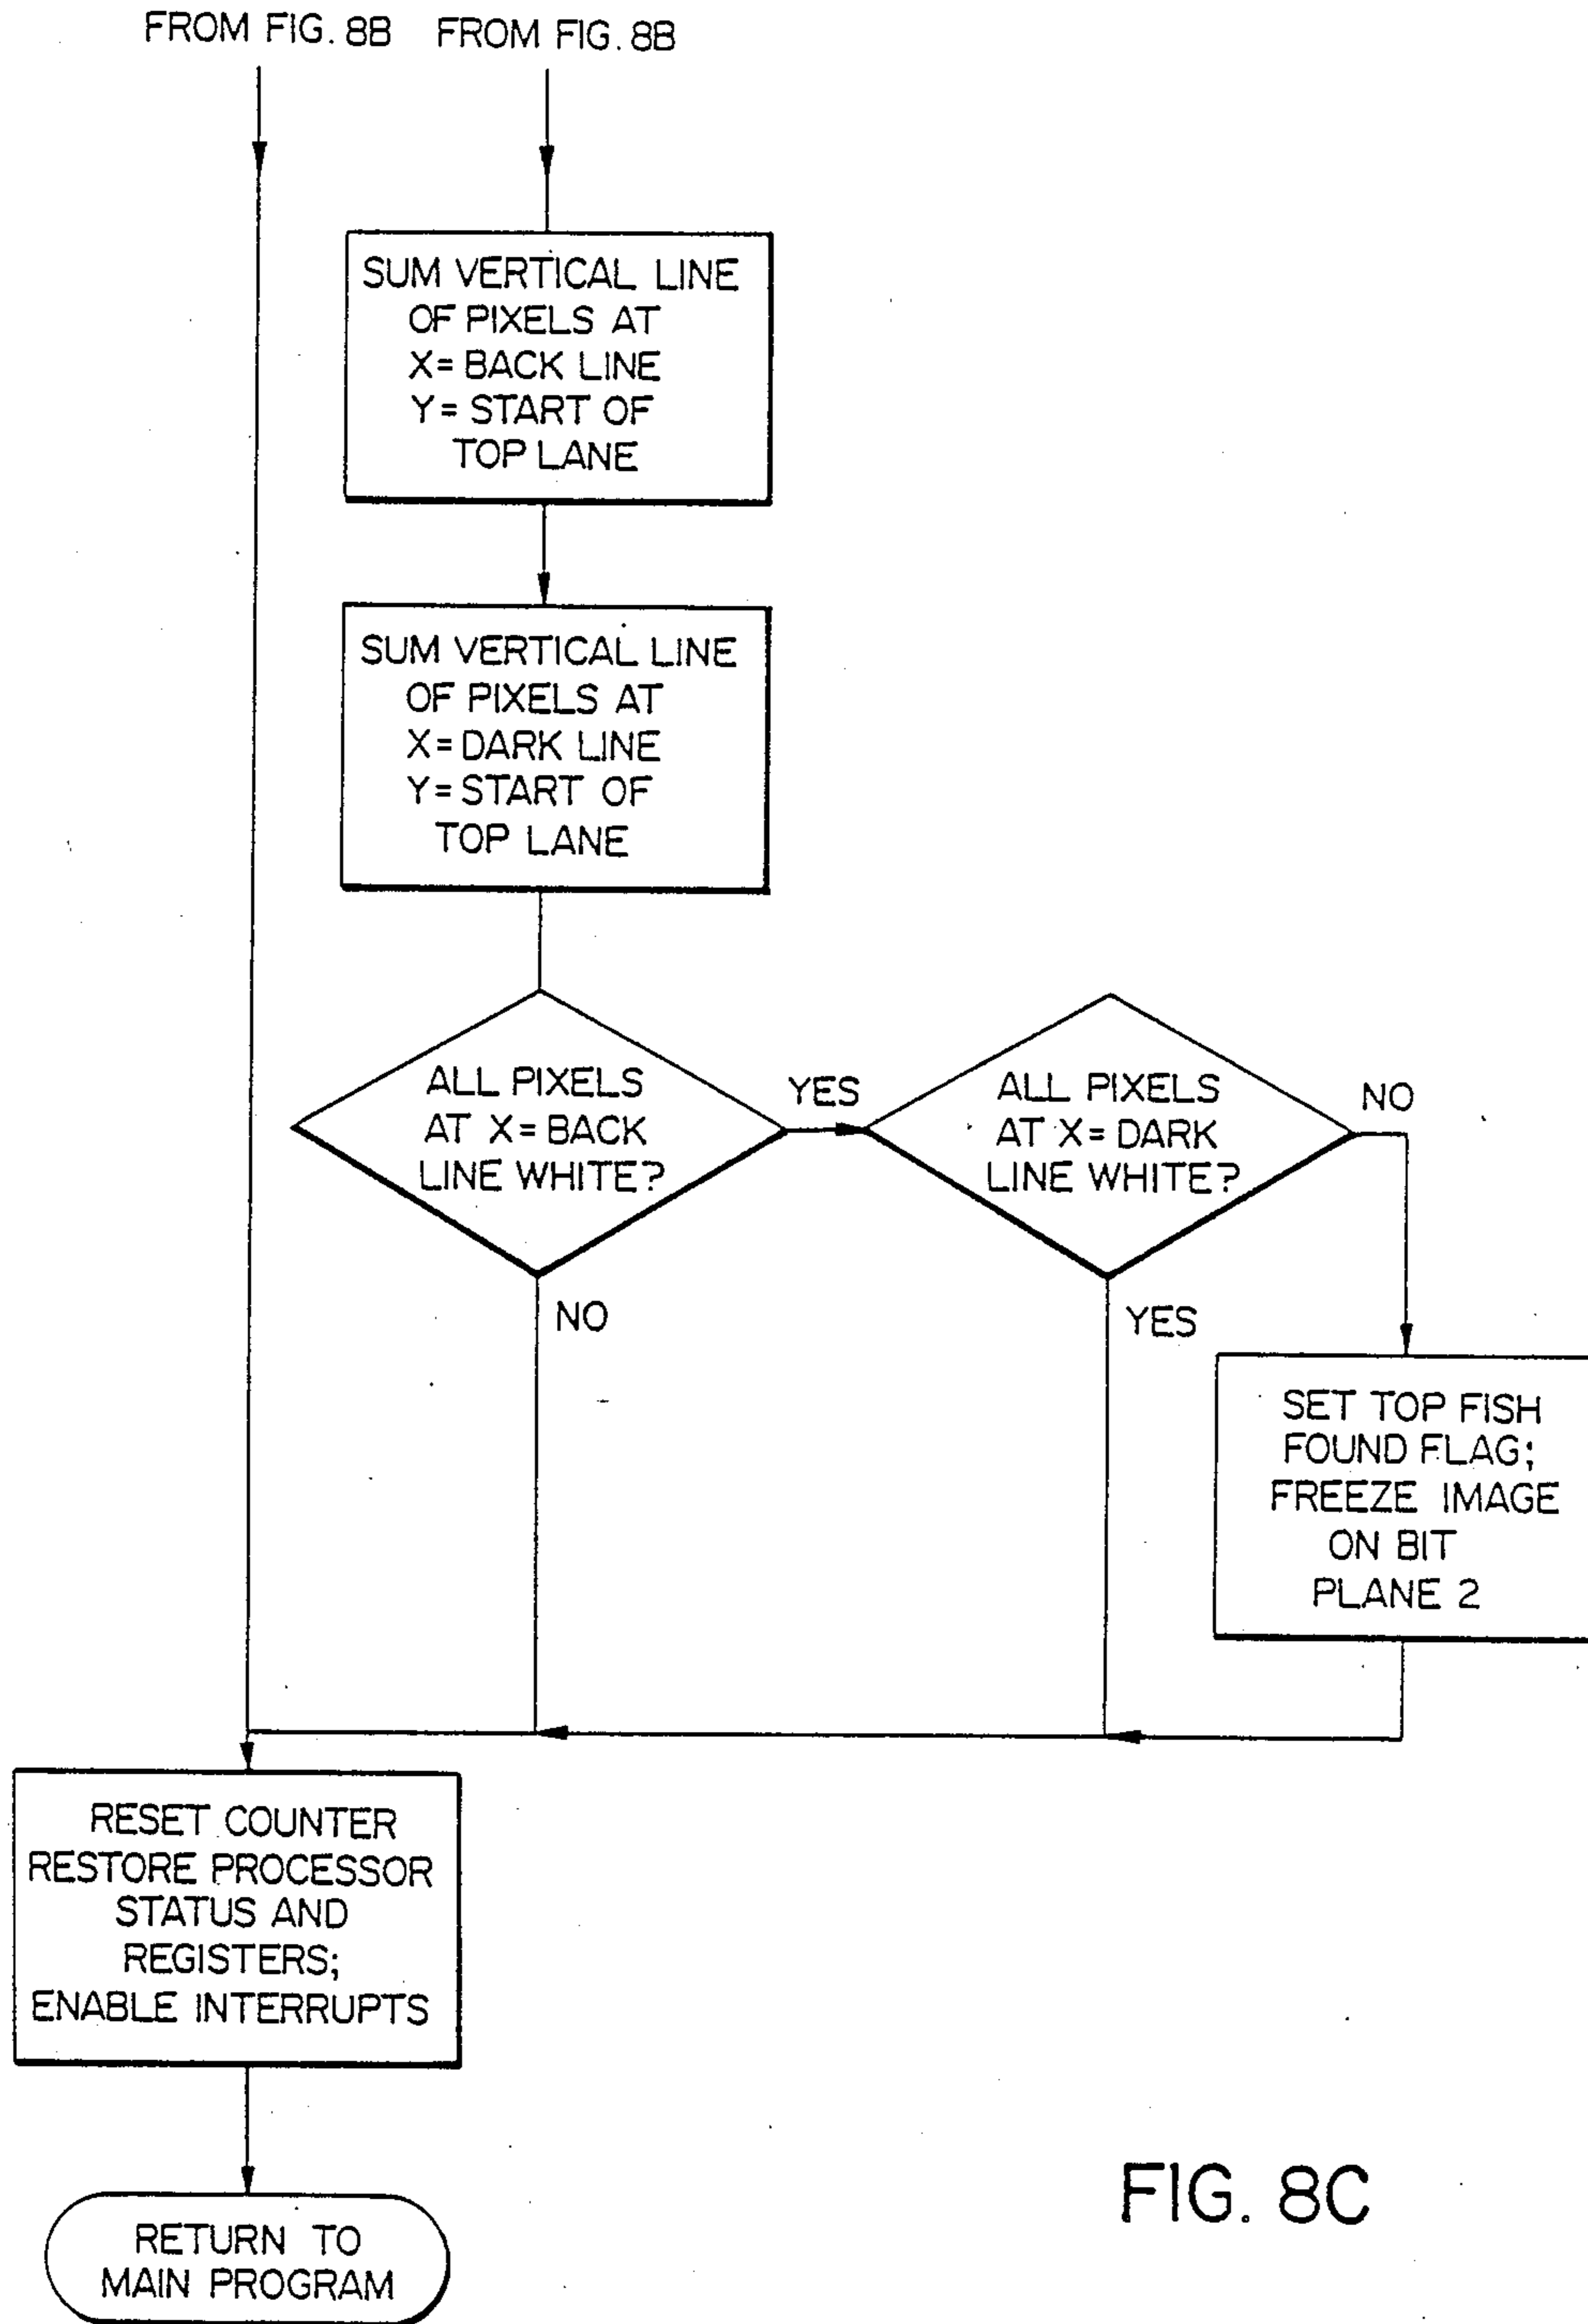 FROM FIG. 8B FROM FIG. 8B
SUM VERTICAL LINE
OF PIXELS AT
X= BACK LINE
Y= START OF
TOP LANE
SUM VERTICAL LINE
OF PIXELS AT
X= DARK LINE
Y= START OF
TOP LANE
ALL PIXELS
AT X= BACK
LINE WHITE?
YES
NO
ALL PIXELS
AT X= DARK
LINE WHITE?
NO
YES
SET TOP FISH
FOUND FLAG;
FREEZE IMAGE
ON BIT
PLANE 2
RESET COUNTER
RESTORE PROCESSOR
STATUS AND
REGISTERS;
ENABLE INTERRUPTS
RETURN TO
MAIN PROGRAM
FIG. 8C